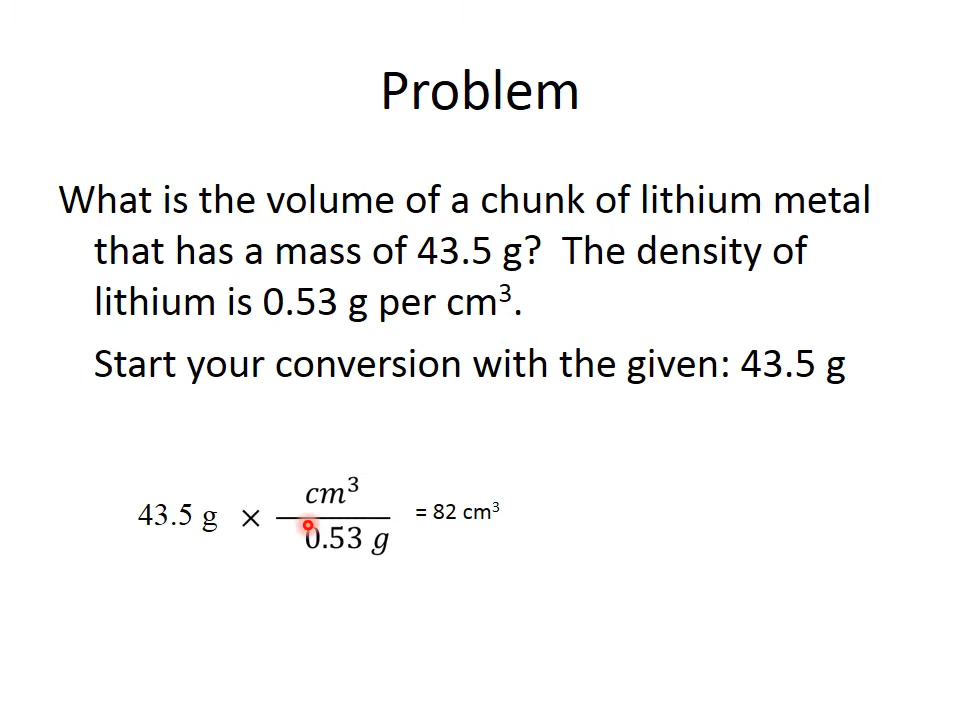 Problem
What is the volume of a chunk of lithium metal
that has a mass of 43.5 g?  The density of
lithium is 0.53 g per cm³.
Start your conversion with the given: 43.5 g
43.5 g × cm³ / 0.53 g = 82 cm³